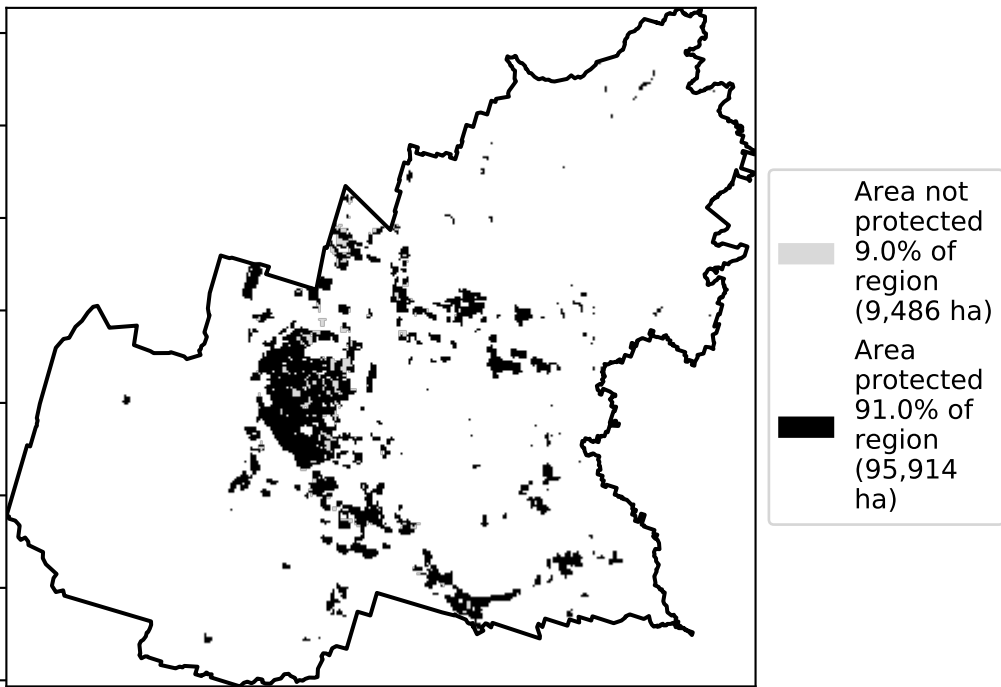 Area not
protected
9.0% of
region
(9,486 ha)
Area
protected
91.0% of
region
(95,914
ha)